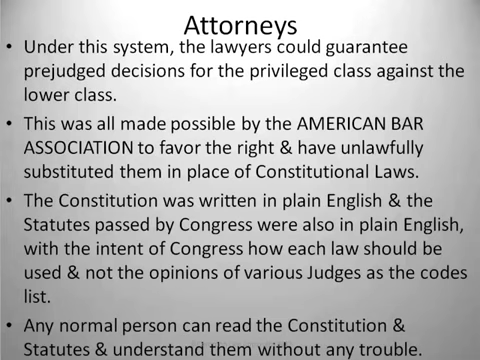 Attorneys
• Under this system, the lawyers could guarantee
prejudged decisions for the privileged class against the
lower class.
• This was all made possible by the AMERICAN BAR
ASSOCIATION to favor the right & have unlawfully
substituted them in place of Constitutional Laws.
• The Constitution was written in plain English & the
Statutes passed by Congress were also in plain English,
with the intent of Congress how each law should be
used & not the opinions of various Judges as the codes
list.
• Any normal person can read the Constitution &
Statutes & understand them without any trouble.